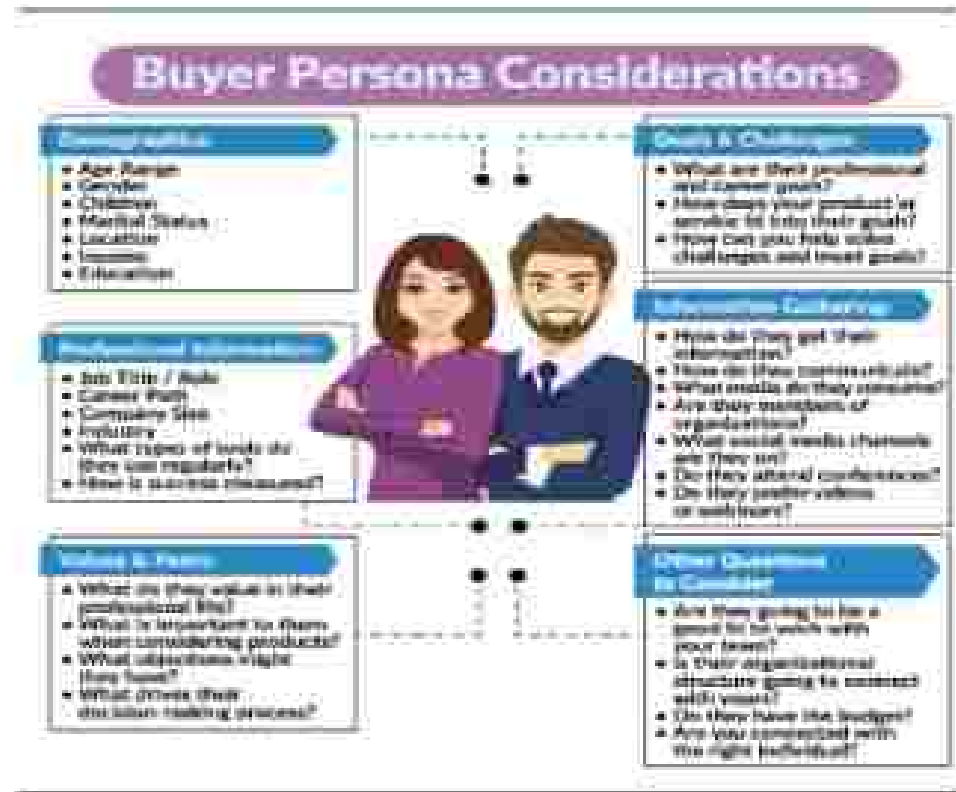 Buyer Persona Considerations
Demographics
• Age Range
• Gender
• Children
• Marital Status
• Location
• Income
• Education
Professional Information
• Job Title / Role
• Career Path
• Company Size
• Industry
• What types of tools do
they use regularly?
• How is success measured?
Values & Fears
• What do they value in their
professional life?
• What is important to them
when considering products?
• What objections might
they have?
• What drives their
decision making process?
Goals & Challenges
• What are their professional
and career goals?
• How does your product or
service fit into their goals?
• How can you help solve
challenges and meet goals?
Information Gathering
• How do they get their
information?
• How do they communicate?
• What media do they consume?
• Are they members of
organizations?
• What social media channels
are they on?
• Do they attend conferences?
• Do they prefer videos
or webinars?
Other Questions
to Consider
• Are they going to be a
good fit to work with
your team?
• Is their organizational
structure going to connect
with yours?
• Do they have the budget?
• Are you connected with
the right individual?